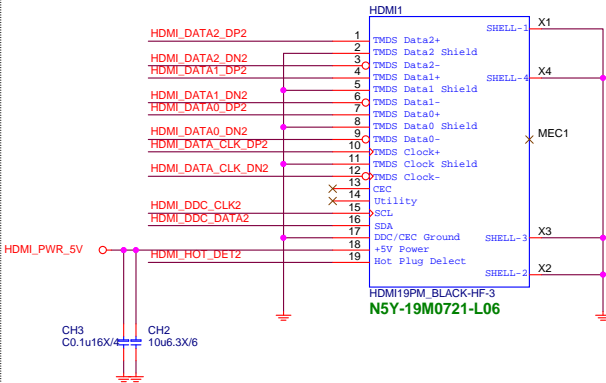 HDMI1
HDMI_DATA2_DP2 1 TMDS Data2+ SHELL-1 X1
2 TMDS Data2 Shield
HDMI_DATA2_DN2 3 TMDS Data2-
HDMI_DATA1_DP2 4 TMDS Data1+ SHELL-4 X4
5 TMDS Data1 Shield
HDMI_DATA1_DN2 6 TMDS Data1-
HDMI_DATA0_DP2 7 TMDS Data0+
8 TMDS Data0 Shield
HDMI_DATA0_DN2 9 TMDS Data0- MEC1
HDMI_DATA_CLK_DP2 10 TMDS Clock+
11 TMDS Clock Shield
HDMI_DATA_CLK_DN2 12 TMDS Clock-
13 CEC
14 Utility
HDMI_DDC_CLK2 15 SCL
HDMI_DDC_DATA2 16 SDA
17 DDC/CEC Ground SHELL-3 X3
HDMI_PWR_5V 18 +5V Power
HDMI_HOT_DET2 19 Hot Plug Delect
SHELL-2 X2
HDMI19PM_BLACK-HF-3
N5Y-19M0721-L06
CH3 CH2
C0.1u16X/4 10u6.3X/6